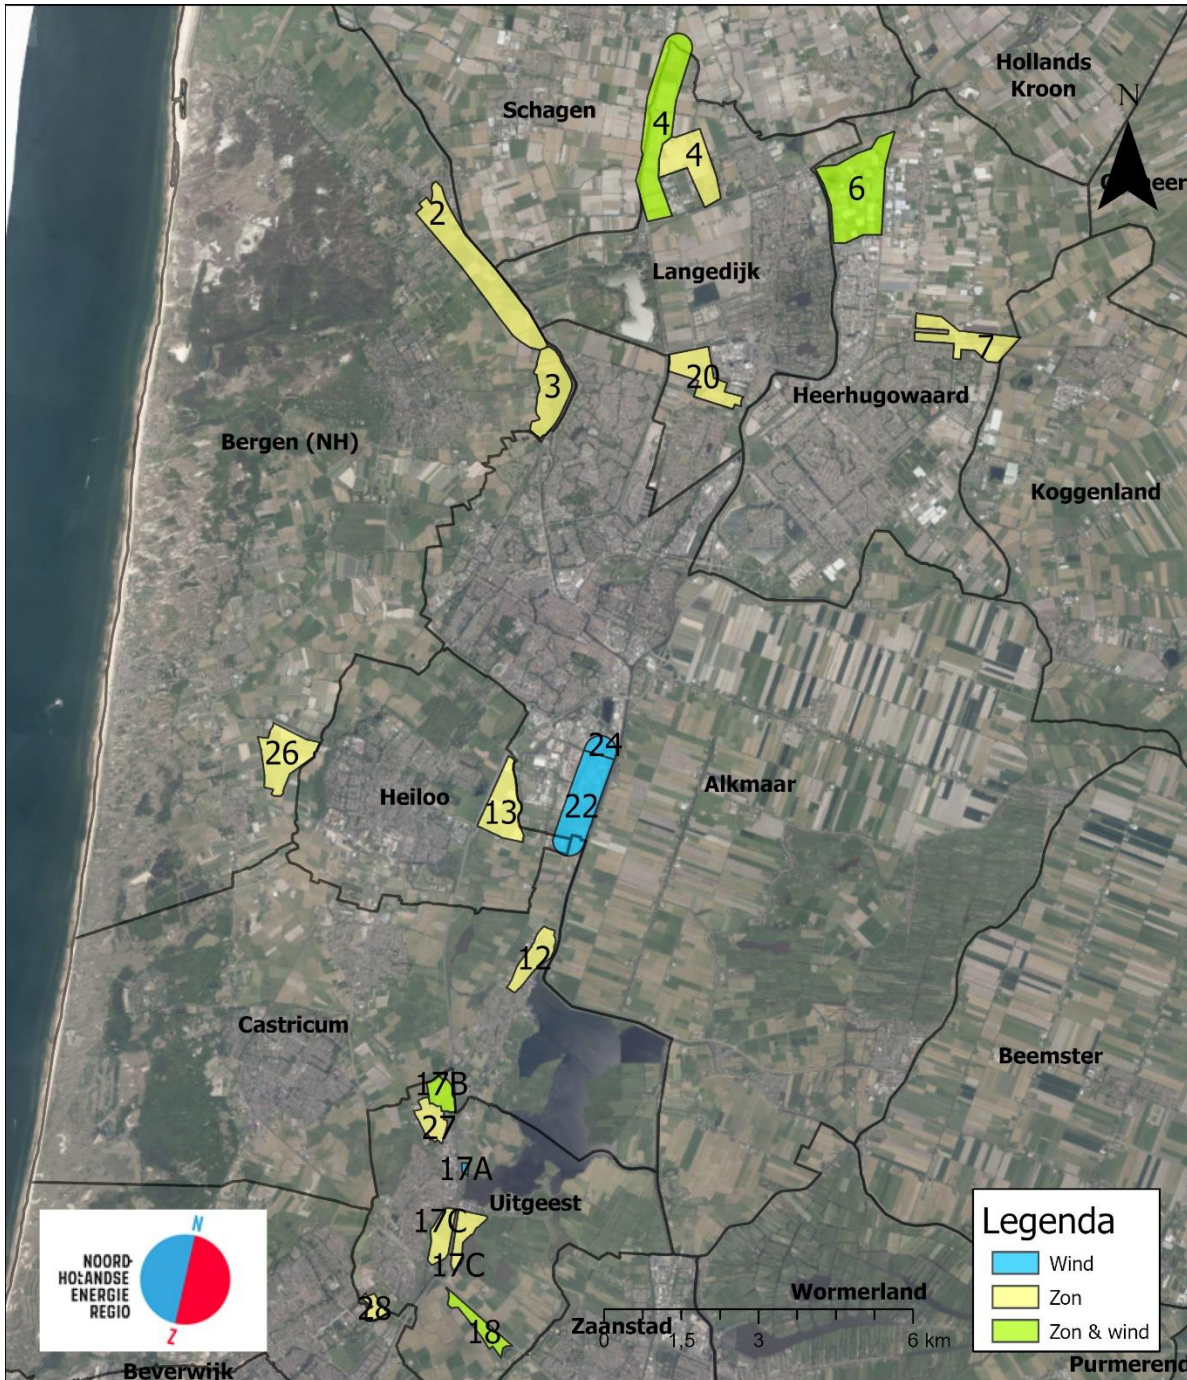 Hollands
Kroon
N
Schagen
4
4
6
2
Langedijk
7
20
3
Heerhugowaard
Bergen (NH)
Koggenland
24
26
Alkmaar
22
Heiloo
13
12
Castricum
Beemster
17B
27
17A
Uitgeest
17C
17C
28
18
Zaanstad
Wormerland
Purmerend
Beverwijk
0 1,5 3 6 km
N
NOORD-
HOLLANDSE
ENERGIE
REGIO
Z
Legenda
Wind
Zon
Zon & wind